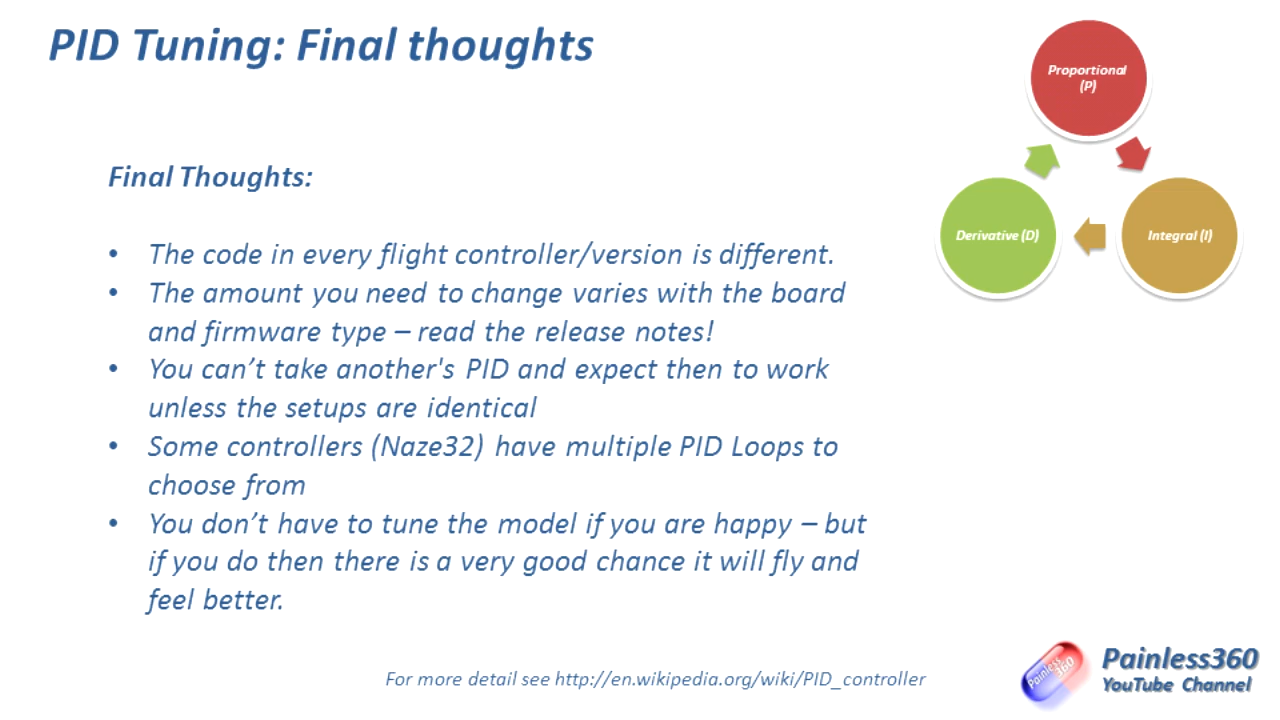 PID Tuning: Final thoughts
Proportional
(P)
Derivative (D)
Integral (I)
Final Thoughts:
• The code in every flight controller/version is different.
• The amount you need to change varies with the board
and firmware type – read the release notes!
• You can’t take another's PID and expect then to work
unless the setups are identical
• Some controllers (Naze32) have multiple PID Loops to
choose from
• You don’t have to tune the model if you are happy – but
if you do then there is a very good chance it will fly and
feel better.
For more detail see http://en.wikipedia.org/wiki/PID_controller
Painless
360
Painless360
YouTube Channel